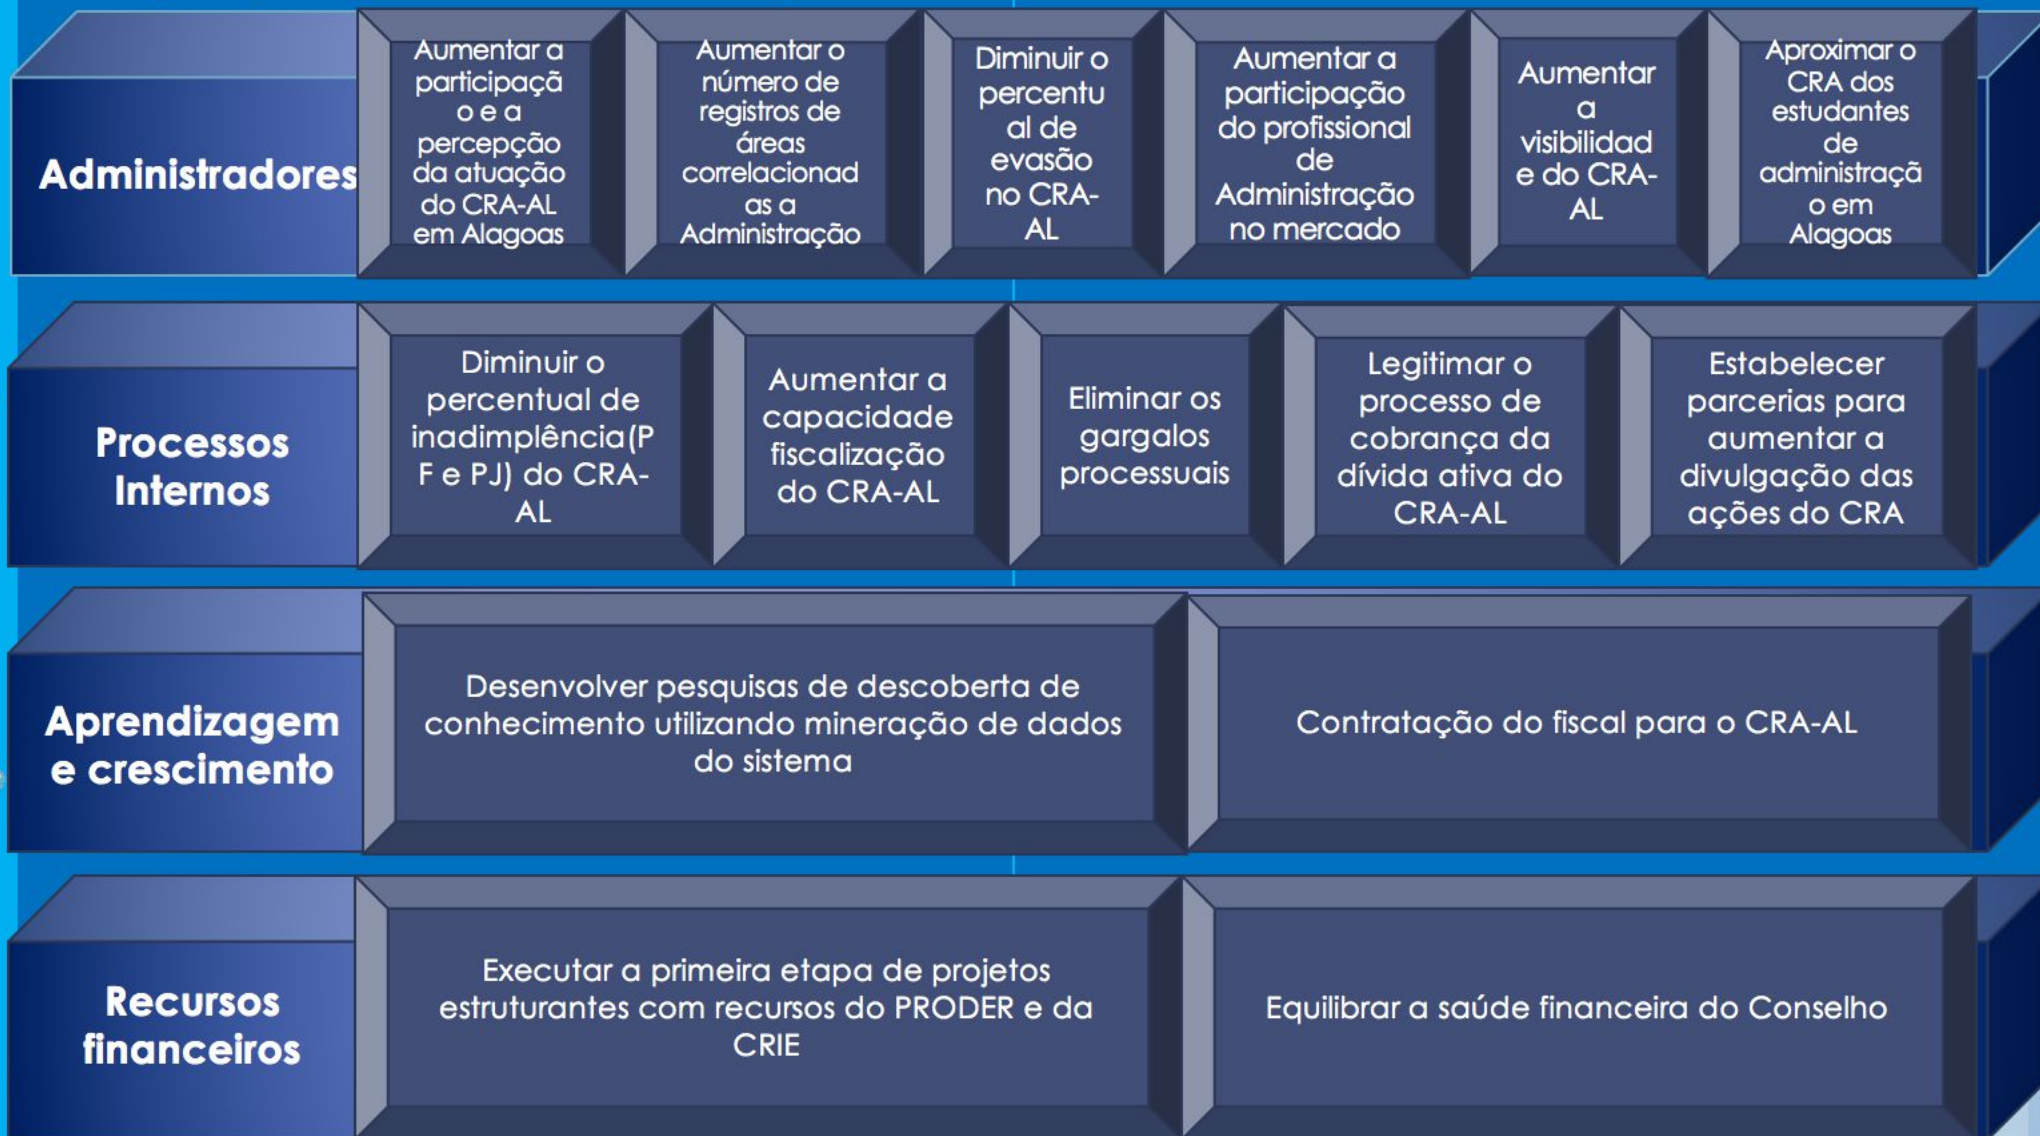 Administradores
Aumentar a
participaçã
o e a
percepção
da atuação
do CRA-AL
em Alagoas
Aumentar o
número de
registros de
áreas
correlacionad
as a
Administração
Diminuir o
percentu
al de
evasão
no CRA-
AL
Aumentar a
participação
do profissional
de
Administração
no mercado
Aumentar
a
visibilidad
e do CRA-
AL
Aproximar o
CRA dos
estudantes
de
administraçã
o em
Alagoas
Processos
Internos
Diminuir o
percentual de
inadimplência(P
F e PJ) do CRA-
AL
Aumentar a
capacidade
fiscalização
do CRA-AL
Eliminar os
gargalos
processuais
Legitimar o
processo de
cobrança da
dívida ativa do
CRA-AL
Estabelecer
parcerias para
aumentar a
divulgação das
ações do CRA
Aprendizagem
e crescimento
Desenvolver pesquisas de descoberta de
conhecimento utilizando mineração de dados
do sistema
Contratação do fiscal para o CRA-AL
Recursos
financeiros
Executar a primeira etapa de projetos
estruturantes com recursos do PRODER e da
CRIE
Equilibrar a saúde financeira do Conselho